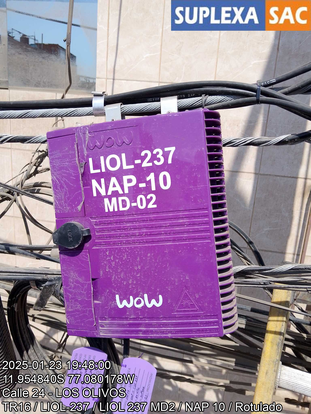 SUPLEXA SAC
WOW
LIOL-237
NAP-10
MD-02
WOW
2025-01-23 19:48:00
11.954840S 77.080178W
Calle 24 - LOS OLIVOS
TR16 / LIOL-237 / LIOL 237 MD2 / NAP 10 / Rotulado